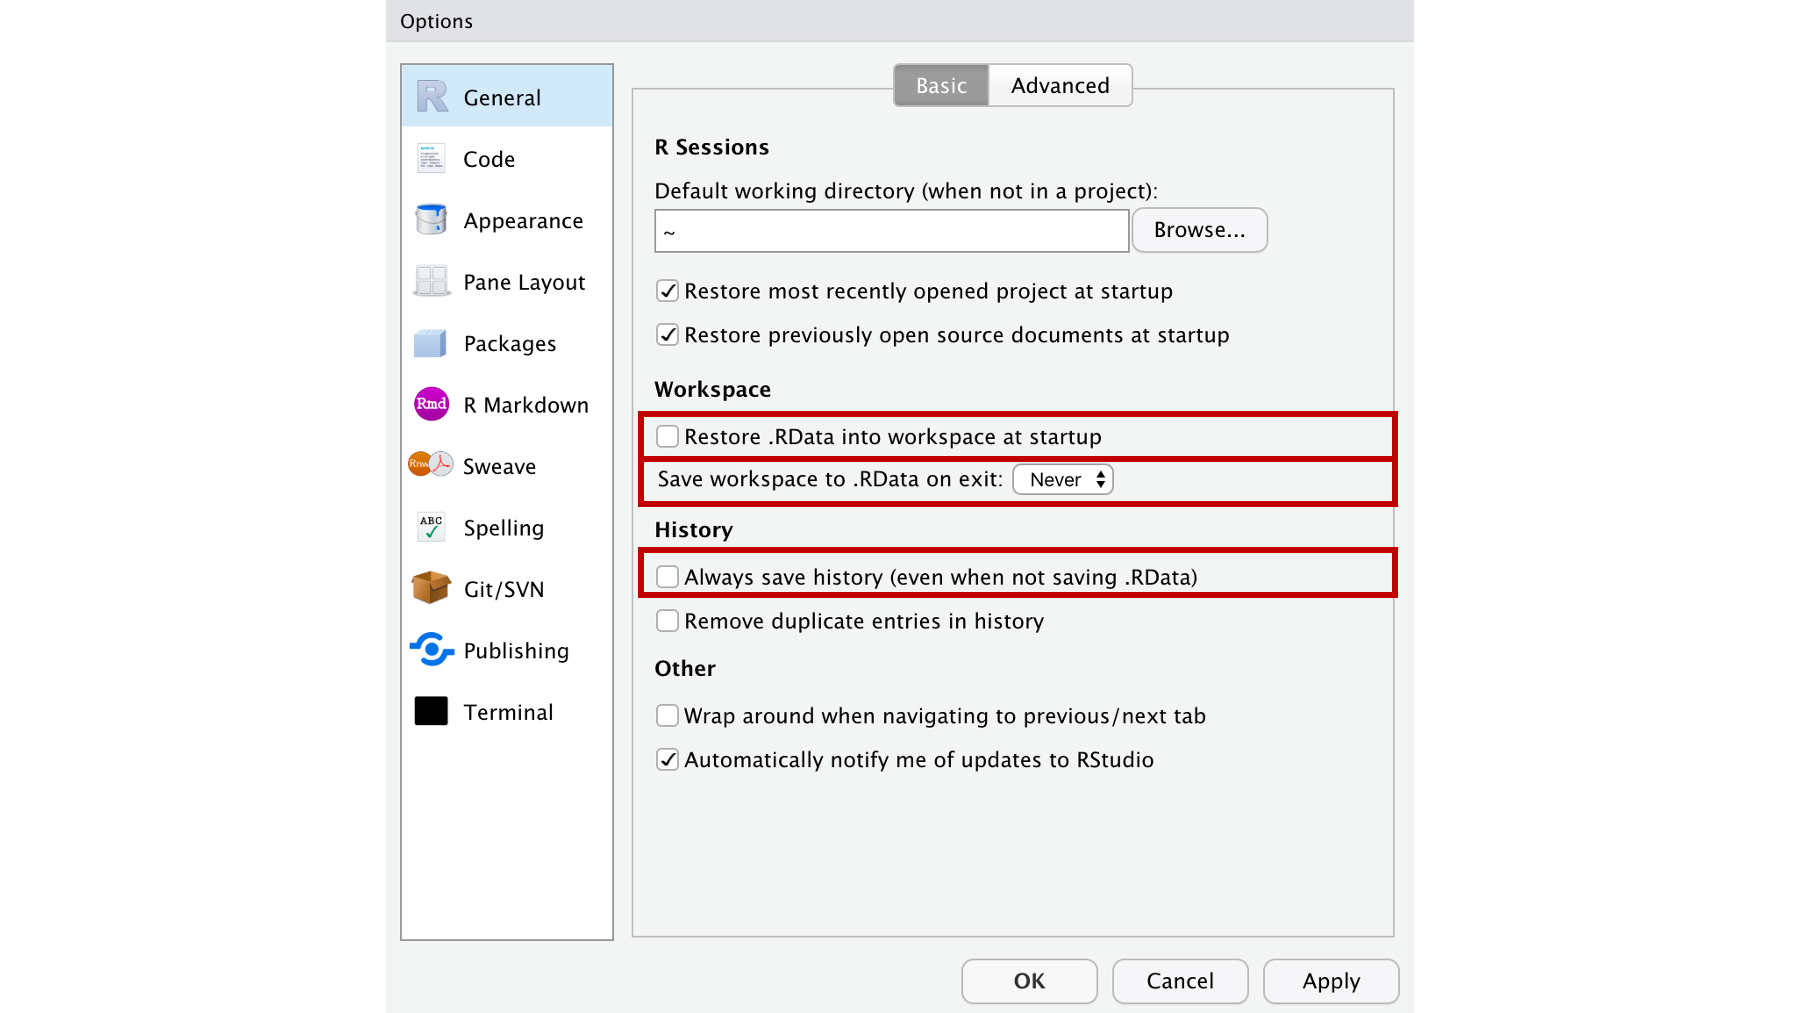 Options
General
Code
Appearance
Pane Layout
Packages
Rmd R Markdown
Rnw Sweave
ABC Spelling
Git/SVN
Publishing
Terminal
Basic Advanced
R Sessions
Default working directory (when not in a project):
~ Browse...
Restore most recently opened project at startup
Restore previously open source documents at startup
Workspace
Restore .RData into workspace at startup
Save workspace to .RData on exit: Never
History
Always save history (even when not saving .RData)
Remove duplicate entries in history
Other
Wrap around when navigating to previous/next tab
Automatically notify me of updates to RStudio
OK Cancel Apply